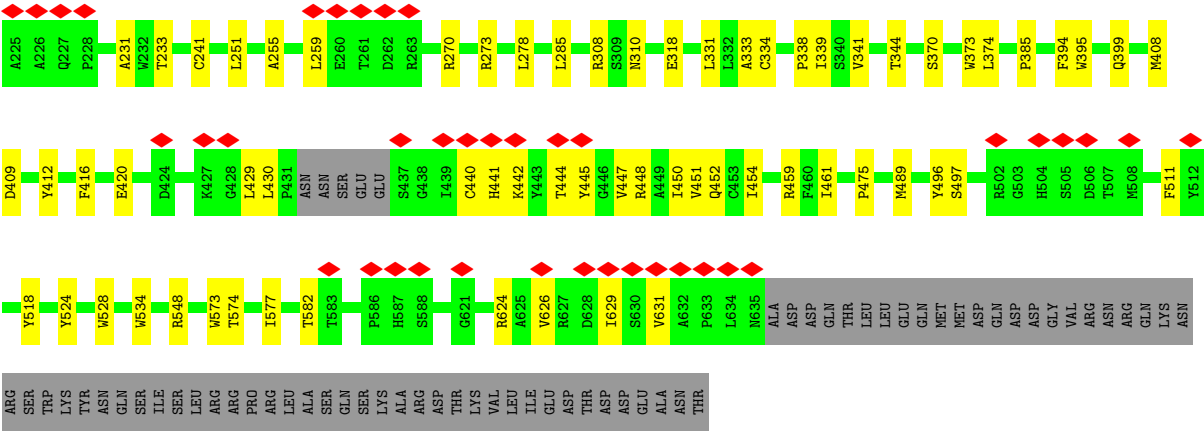 A225 A226 Q227 P228 A231 W232 T233 C241 L251 A255 L259 E260 T261 D262 R263 R270 R273 L278 L285 R308 S309 N310 E318 L331 L332 A333 C334 P338 I339 S340 V341 T344 S370 W373 L374 P385 F394 W395 Q399 M408
D409 Y412 F416 E420 D424 K427 G428 L429 L430 P431 ASN ASN SER GLU GLU S437 G438 I439 C440 H441 K442 Y443 T444 Y445 G446 V447 R448 A449 I450 V451 Q452 C453 I454 R459 F460 I461 P475 M489 Y496 S497 R502 G503 H504 S505 D506 T507 M508 F511 Y512
Y518 Y524 W528 W534 R548 W573 T574 I577 T582 T583 P586 H587 S588 G621 R624 A625 V626 R627 D628 I629 S630 V631 A632 P633 L634 N635 ALA ASP ASP GLN THR LEU LEU GLU GLN MET MET ASP GLN ASP ASP GLY VAL ARG ASN ARG GLN LYS ASN
ARG SER TRP LYS TYR ASN GLN SER ILE SER LEU ARG ARG PRO ARG LEU ALA SER GLN SER LYS ALA ARG ASP THR LYS VAL LEU ILE GLU ASP THR ASP ASP GLU ALA ASN THR